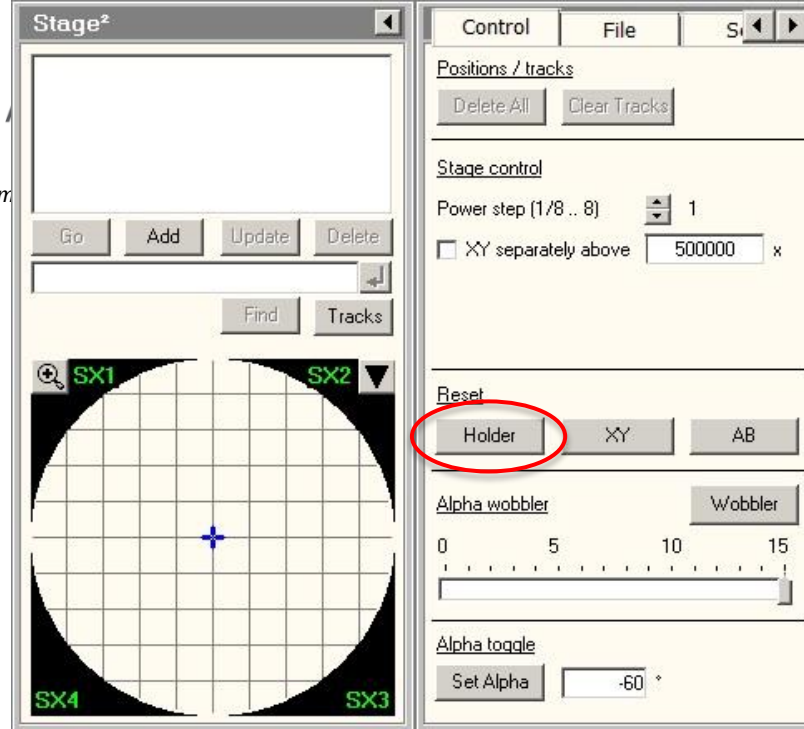 Stage²
Go Add Update Delete
Find Tracks
SX1 SX2
SX4 SX3
Control File
Positions / tracks
Delete All Clear Tracks
Stage control
Power step (1/8 .. 8) 1
XY separately above 500000 x
Reset
Holder XY AB
Alpha wobbler Wobbler
0 5 10 15
Alpha toggle
Set Alpha -60 °